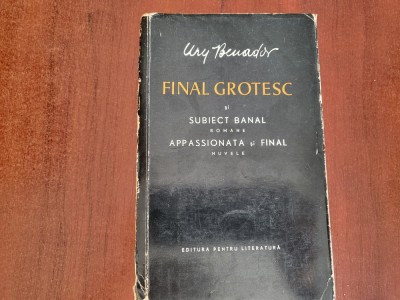 Ury Benador
FINAL GROTESC
și
SUBIECT BANAL
ROMANE
APPASSIONATA și FINAL
NUVELE
EDITURA PENTRU LITERATURĂ